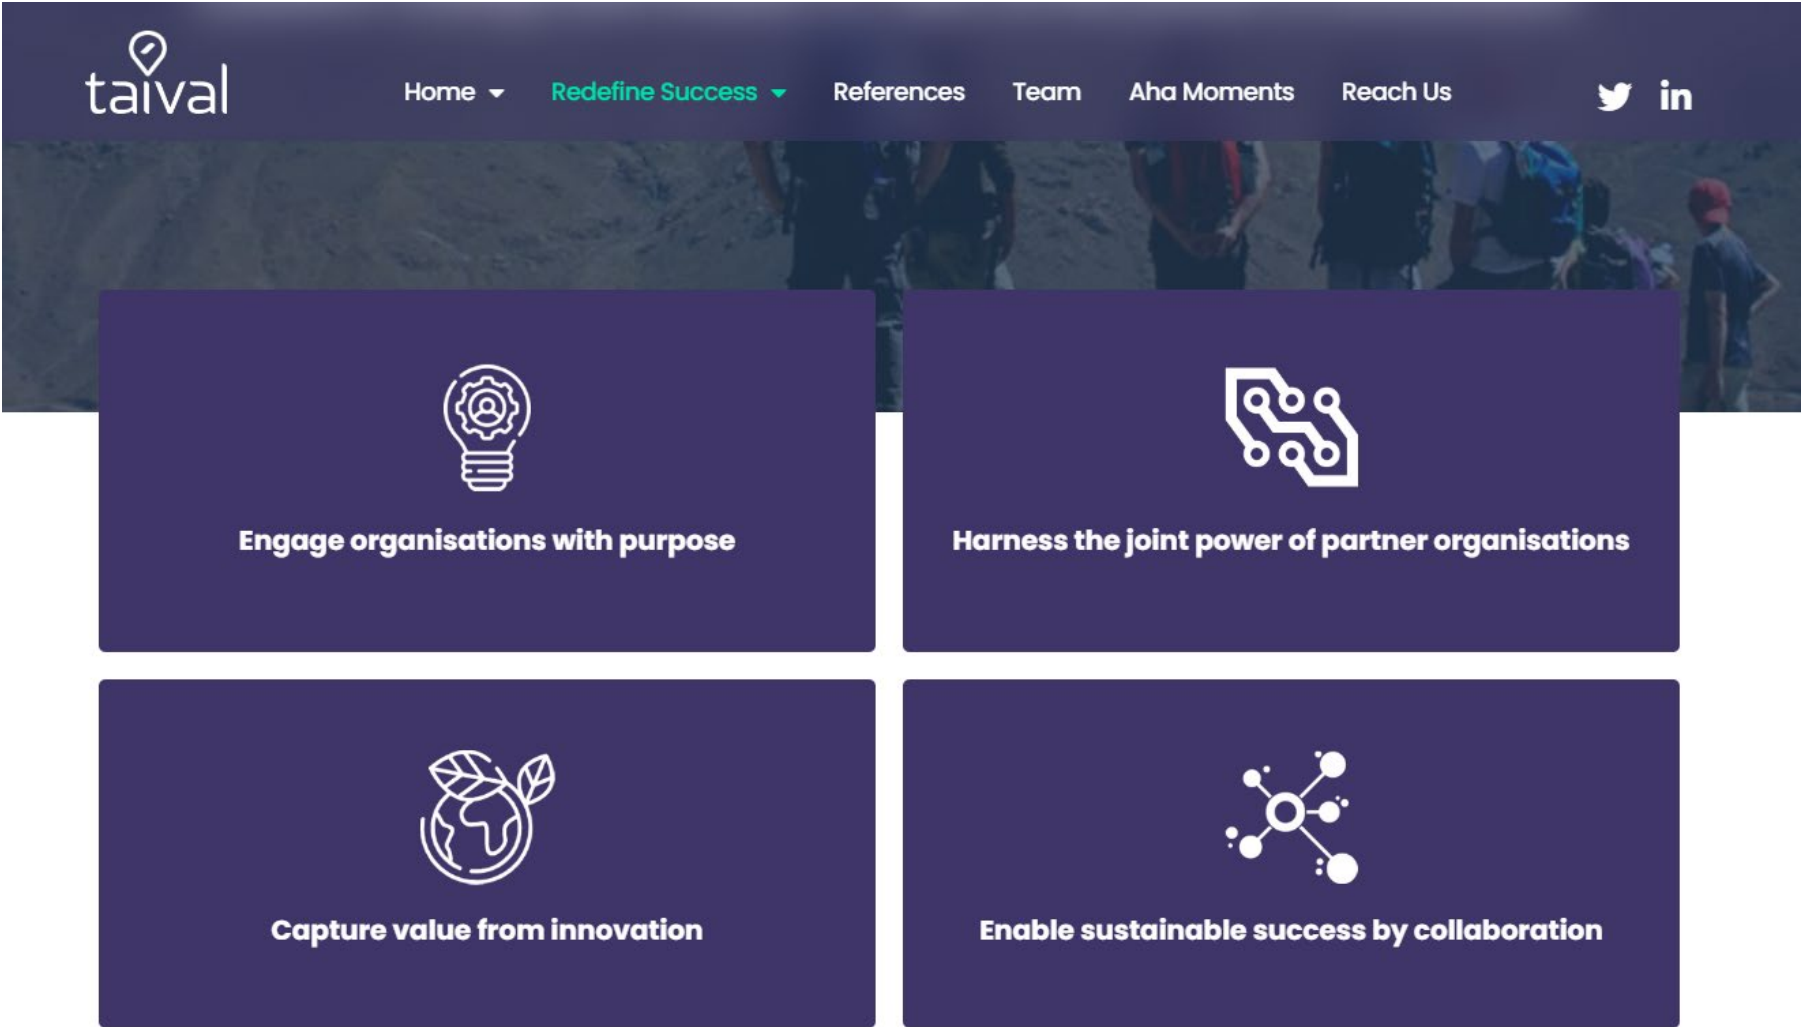 taival
Home
Redefine Success
References
Team
Aha Moments
Reach Us
in
Engage organisations with purpose
Harness the joint power of partner organisations
Capture value from innovation
Enable sustainable success by collaboration